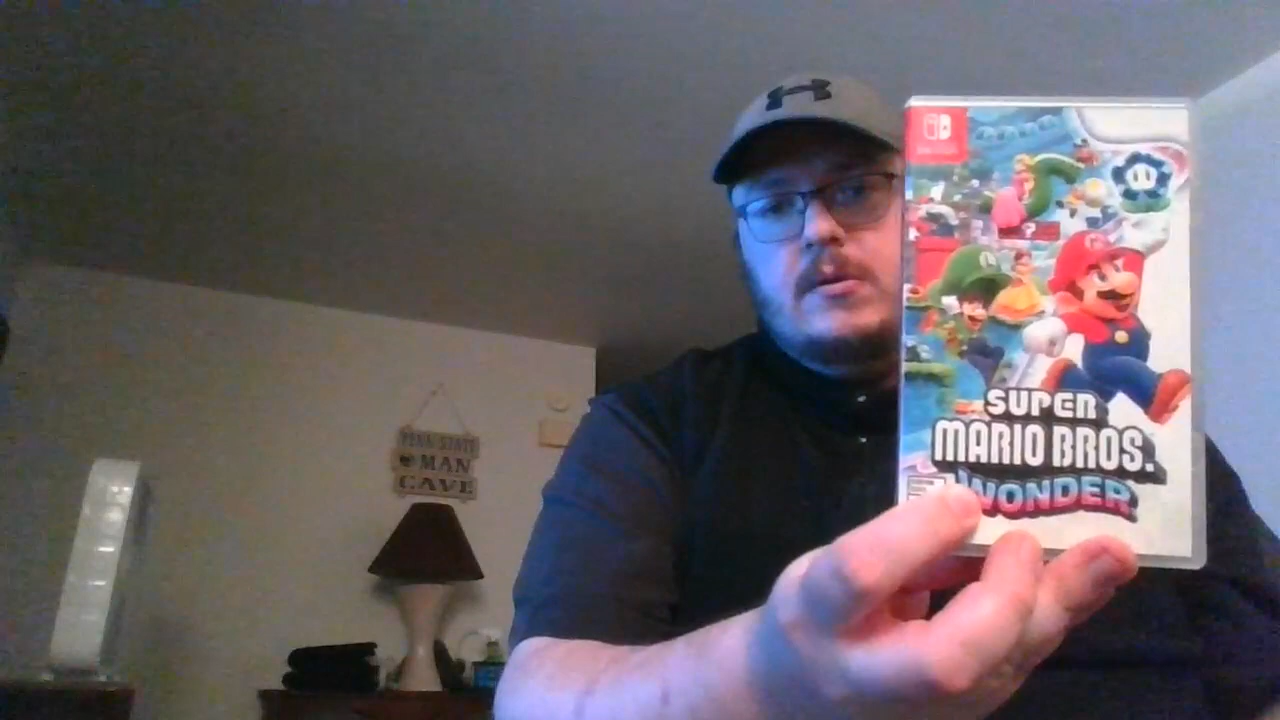 PENN STATE
MAN
CAVE
SUPER
MARIO BROS.
WONDER